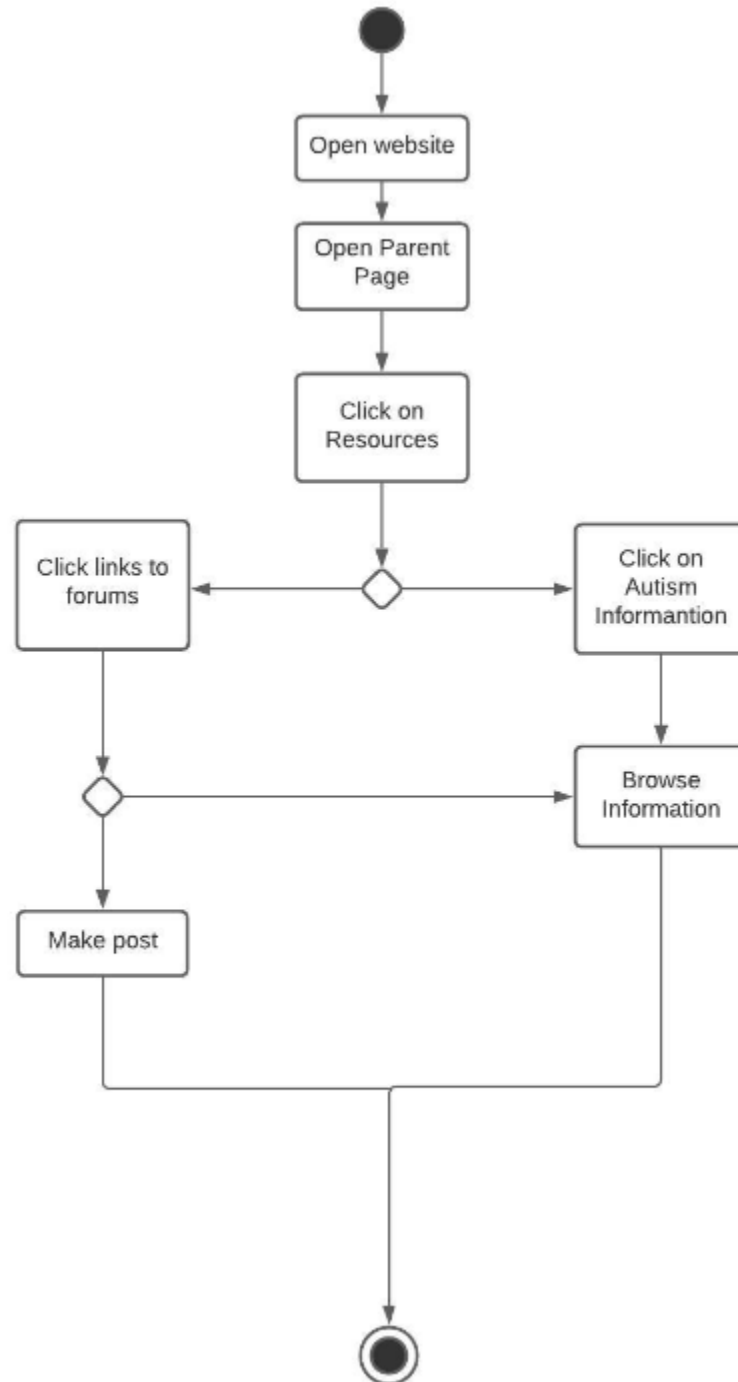 Open website
Open Parent
Page
Click on
Resources
Click links to
forums
Click on
Autism
Informantion
Browse
Information
Make post